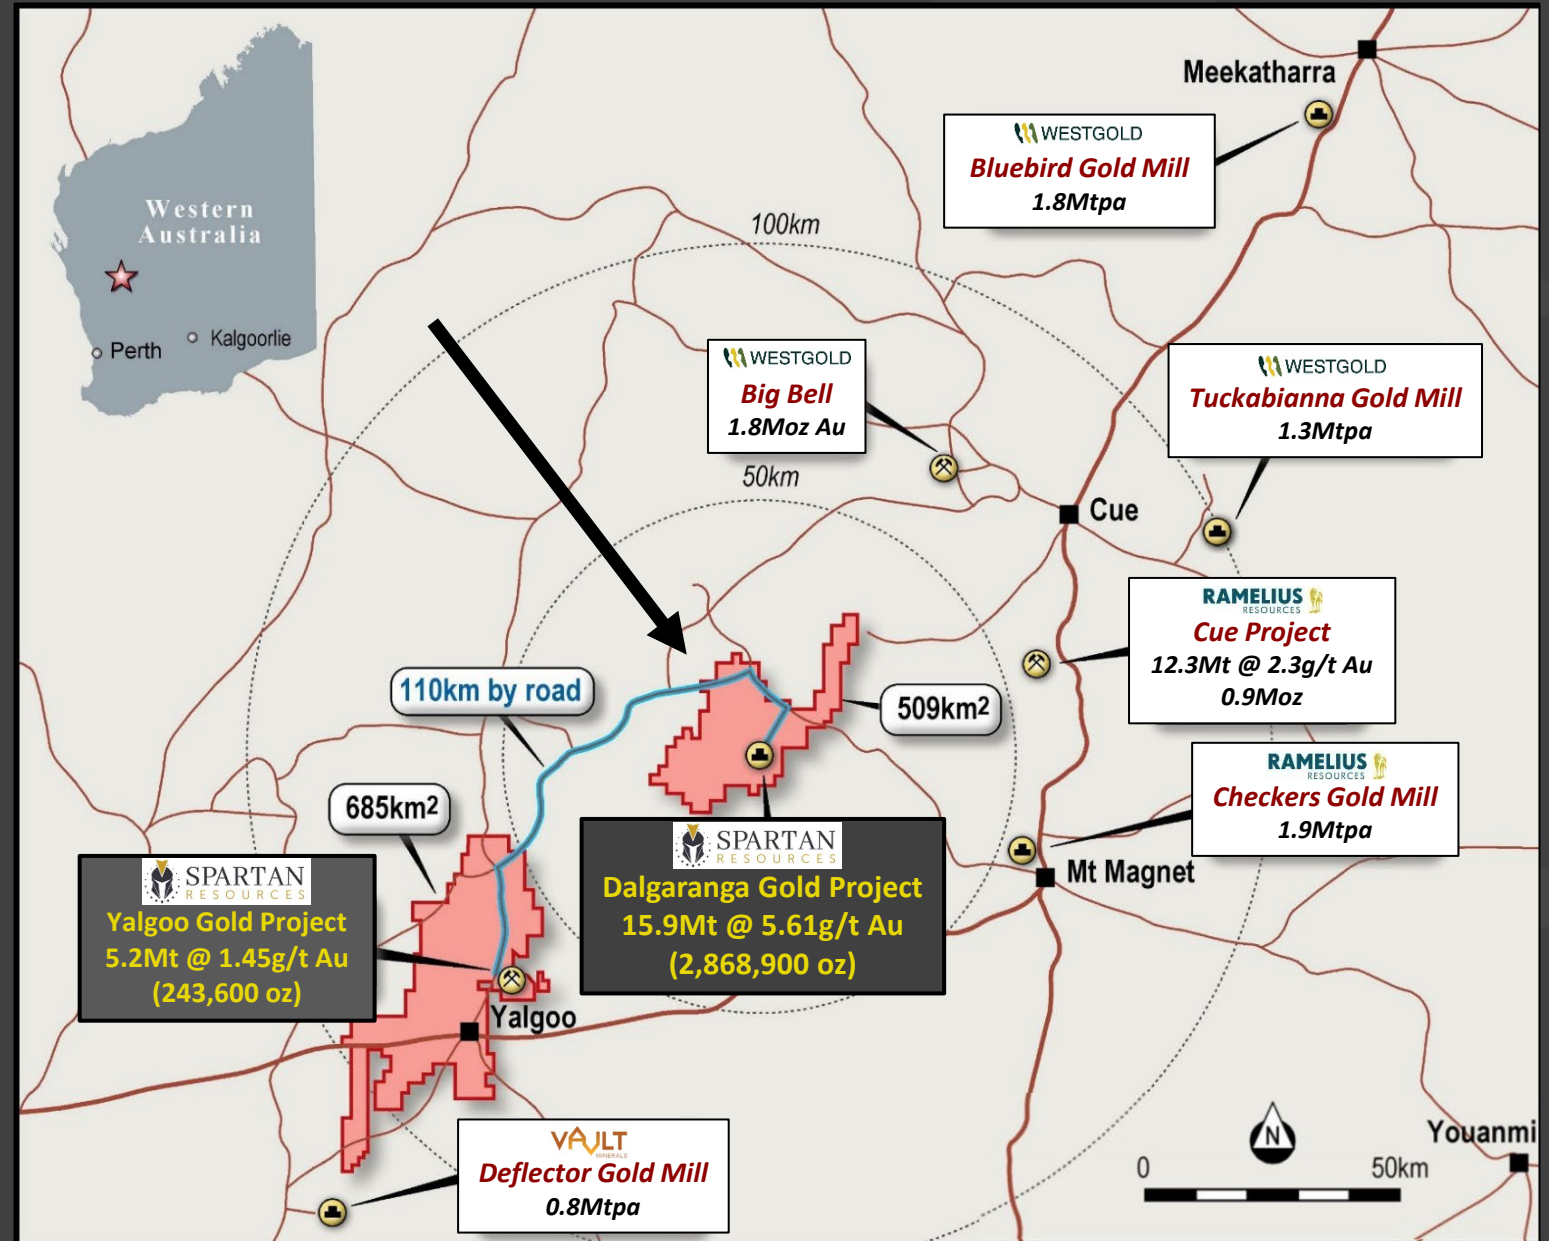 Meekatharra
WESTGOLD
Bluebird Gold Mill
1.8Mtpa
Western
Australia
Perth
Kalgoorlie
100km
WESTGOLD
Big Bell
1.8Moz Au
WESTGOLD
Tuckabianna Gold Mill
1.3Mtpa
50km
Cue
RAMELIUS
RESOURCES
Cue Project
12.3Mt @ 2.3g/t Au
0.9Moz
110km by road
509km2
RAMELIUS
RESOURCES
Checkers Gold Mill
1.9Mtpa
685km2
SPARTAN
RESOURCES
Dalgaranga Gold Project
15.9Mt @ 5.61g/t Au
(2,868,900 oz)
SPARTAN
RESOURCES
Yalgoo Gold Project
5.2Mt @ 1.45g/t Au
(243,600 oz)
Mt Magnet
Yalgoo
VAULT
MINERALS
Deflector Gold Mill
0.8Mtpa
N
0
50km
Youanmi